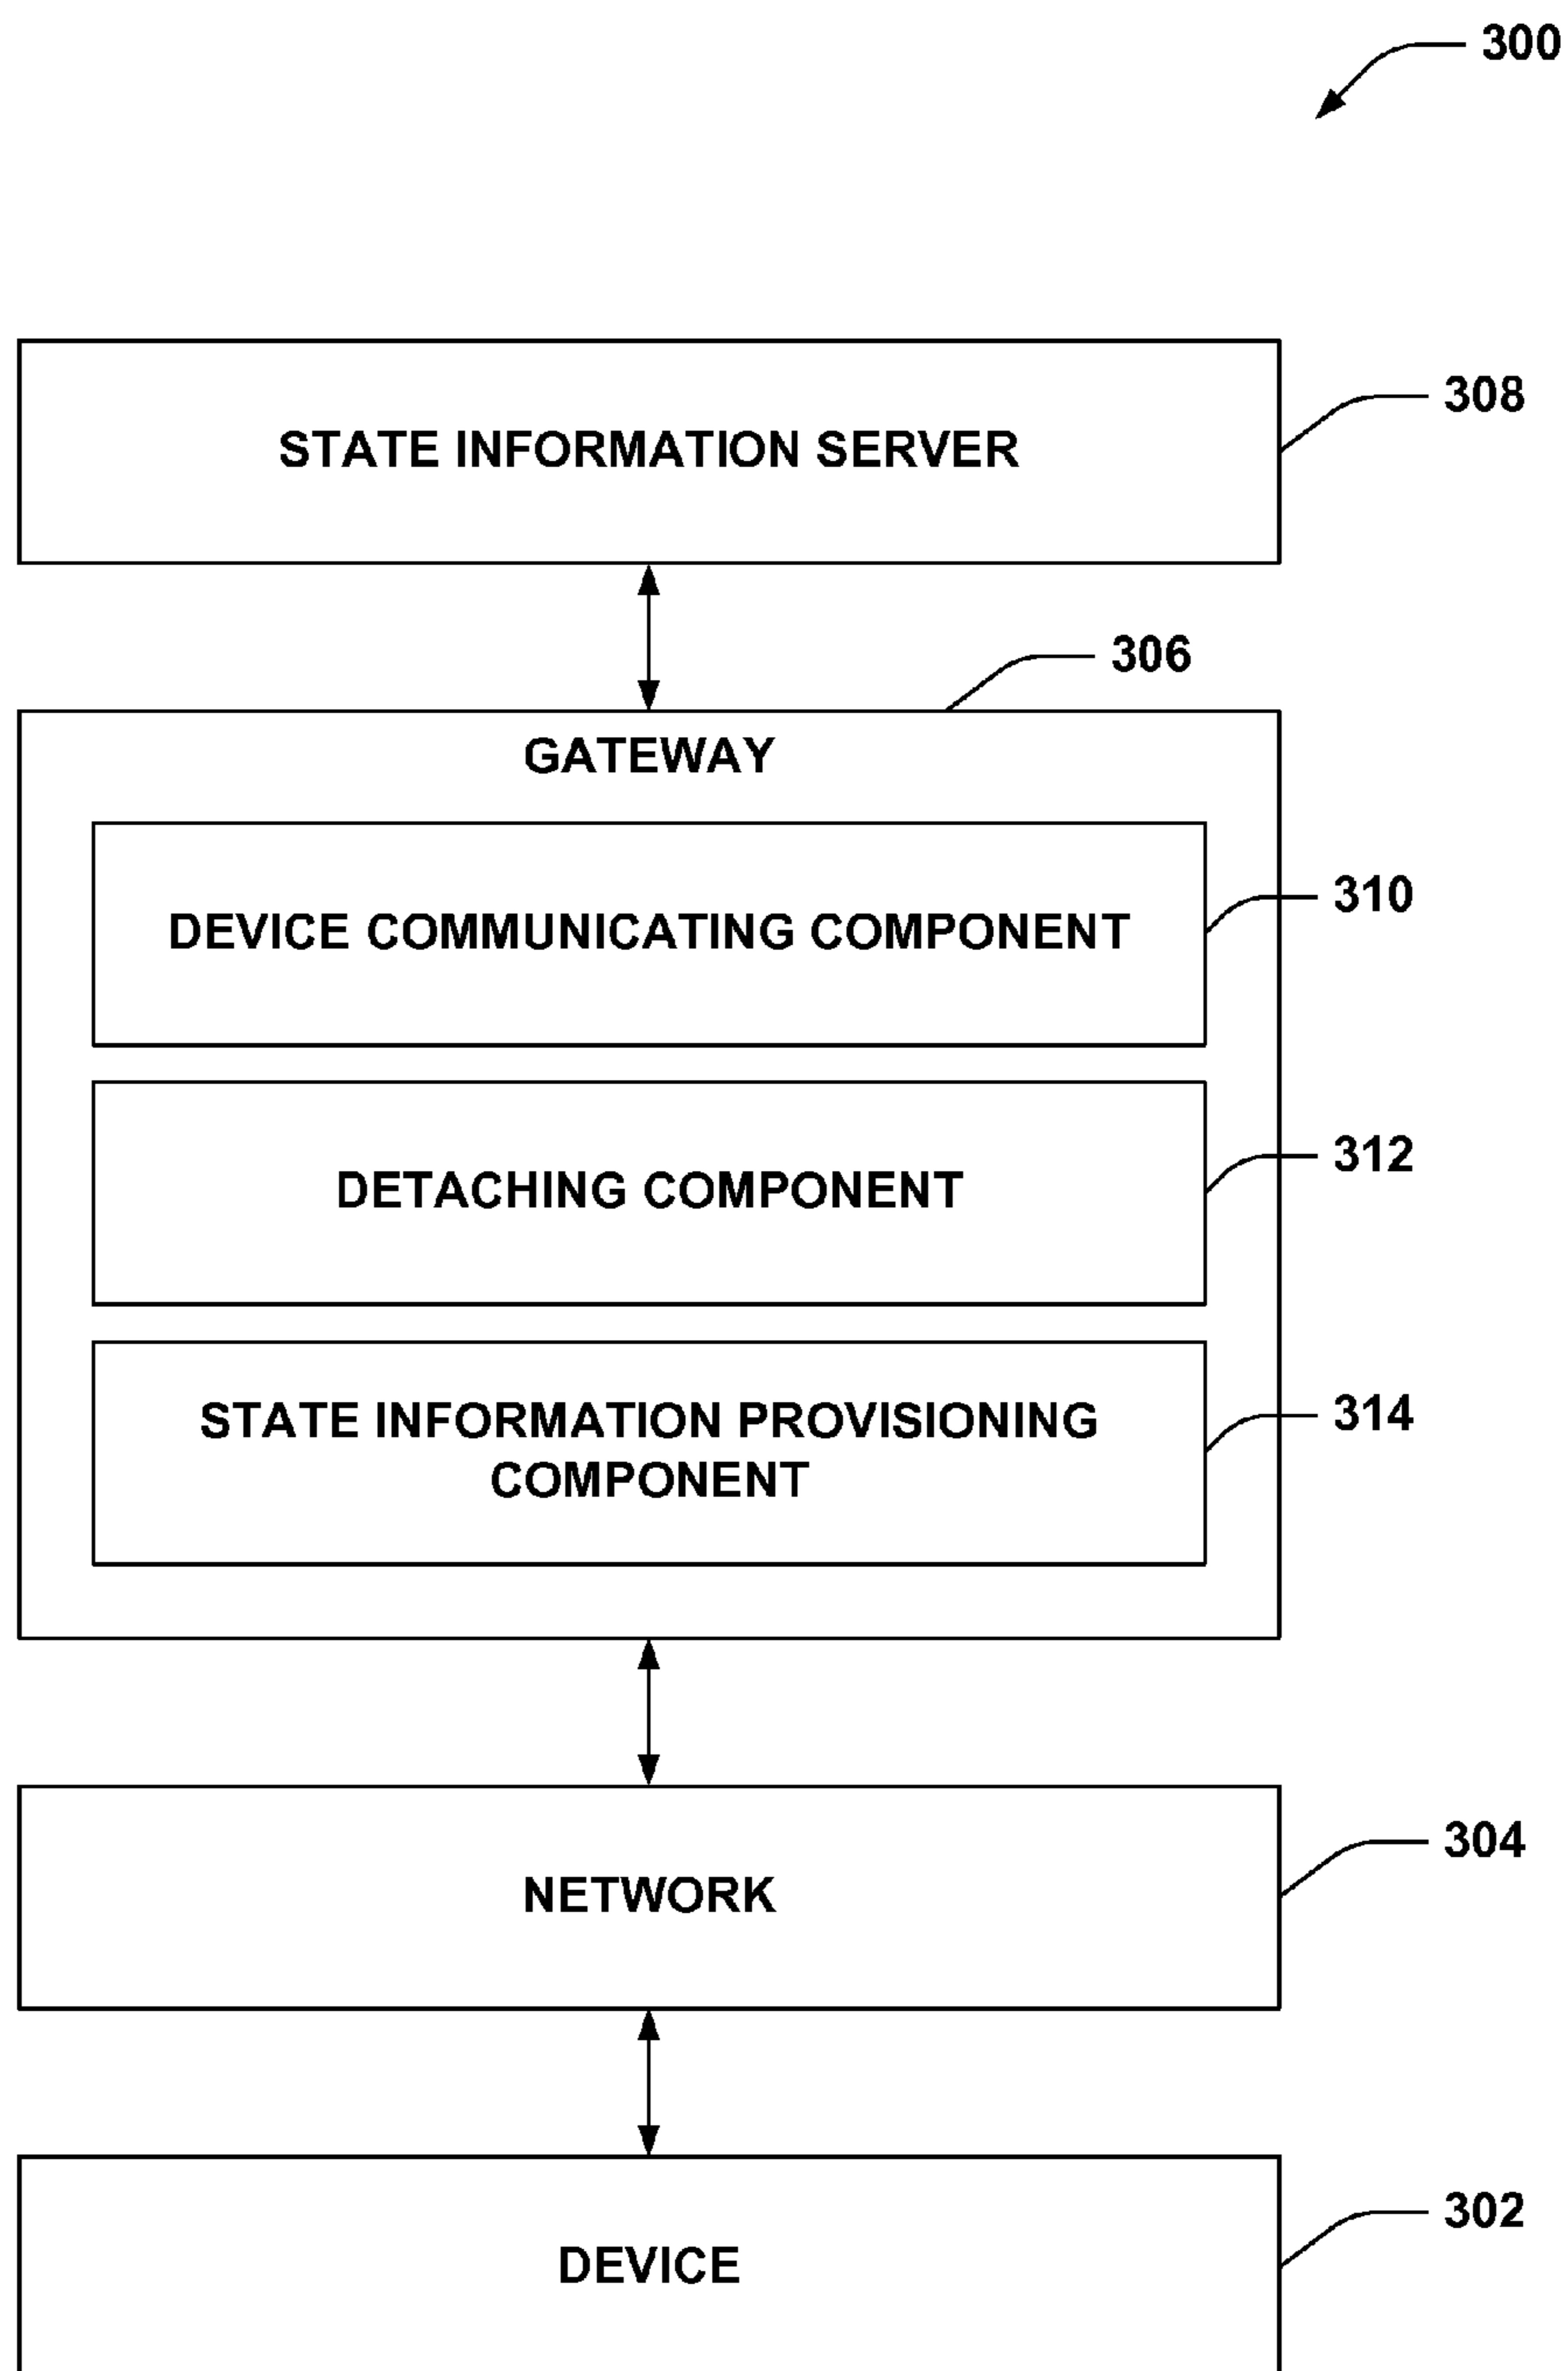 300
STATE INFORMATION SERVER
308
306
GATEWAY
DEVICE COMMUNICATING COMPONENT
310
DETACHING COMPONENT
312
STATE INFORMATION PROVISIONING
COMPONENT
314
NETWORK
304
DEVICE
302